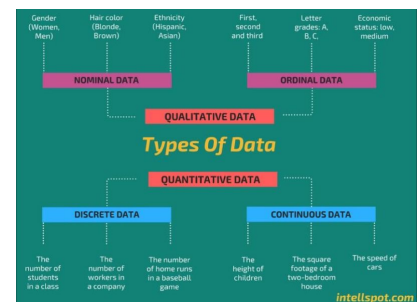 Gender
(Women,
Men)
Hair color
(Blonde,
Brown)
Ethnicity
(Hispanic,
Asian)
First,
second
and third
Letter
grades: A,
B, C,
Economic
status: low,
medium
NOMINAL DATA
ORDINAL DATA
QUALITATIVE DATA
Types Of Data
QUANTITATIVE DATA
DISCRETE DATA
CONTINUOUS DATA
The
number of
students
in a class
The
number of
workers in
a company
The number
of home runs
in a baseball
game
The
height of
children
The square
footage of a
two-bedroom
house
The speed of
cars
intellspot.com